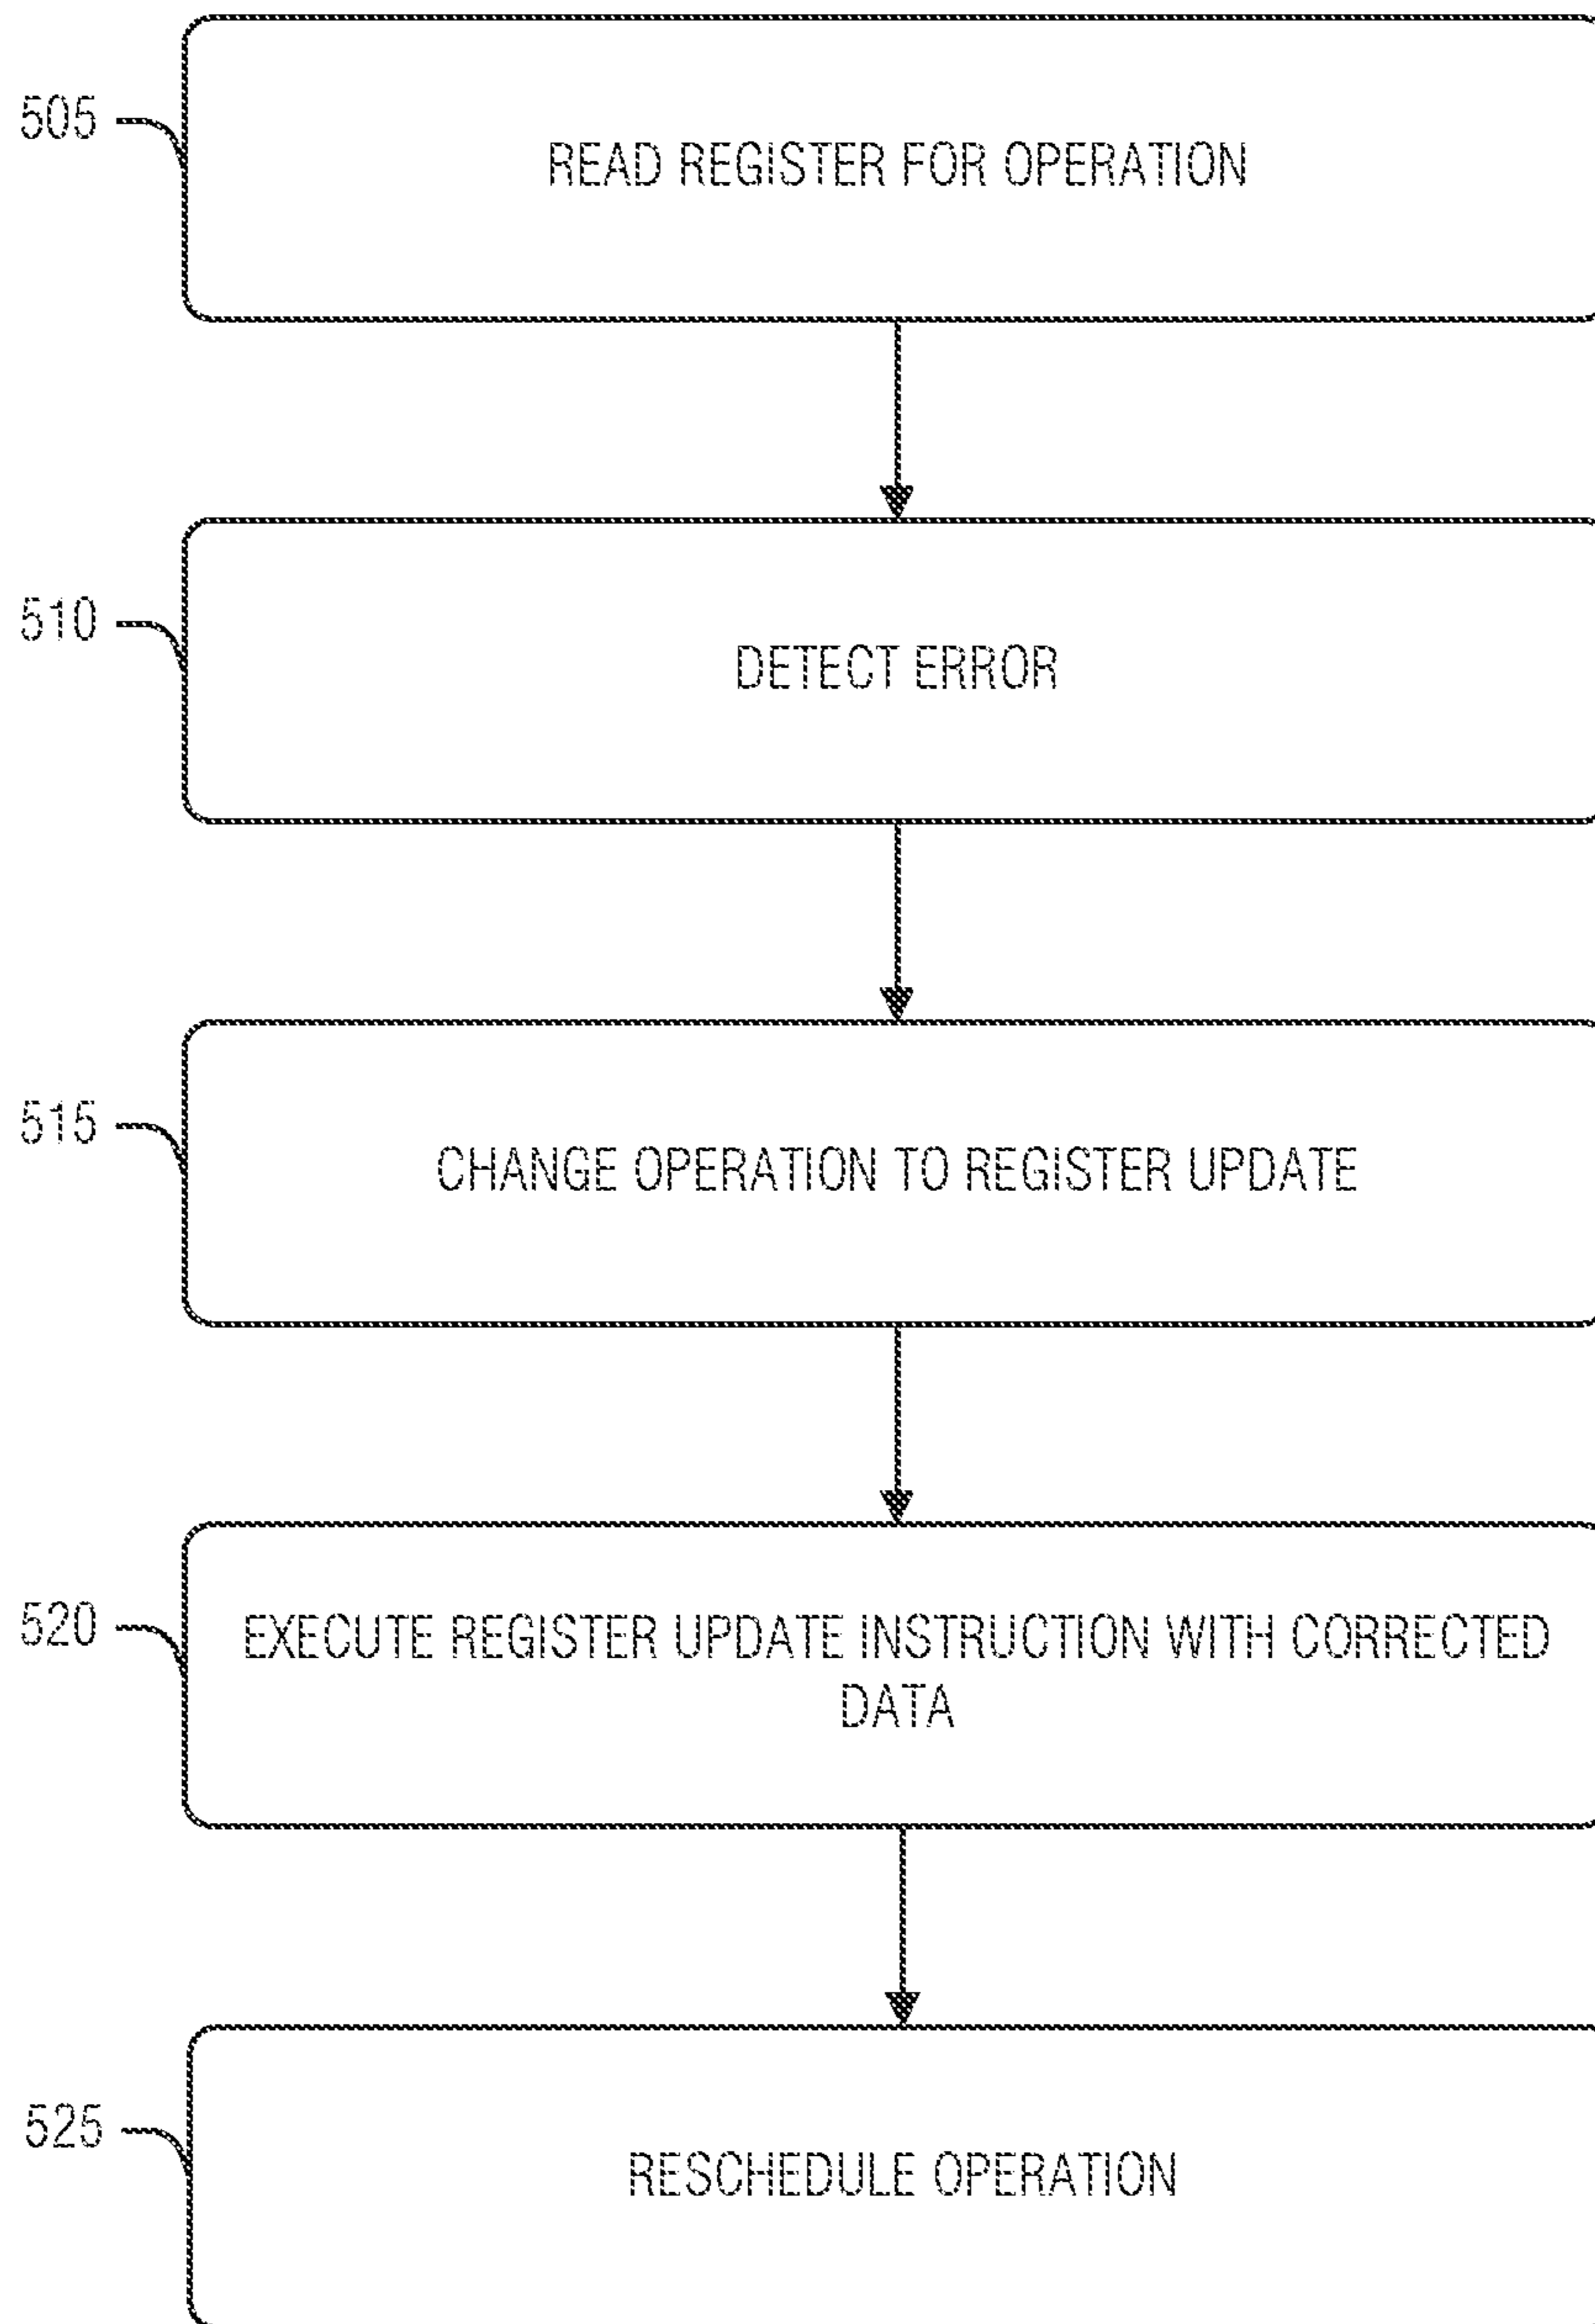 505
READ REGISTER FOR OPERATION
510
DETECT ERROR
515
CHANGE OPERATION TO REGISTER UPDATE
520
EXECUTE REGISTER UPDATE INSTRUCTION WITH CORRECTED
DATA
525
RESCHEDULE OPERATION